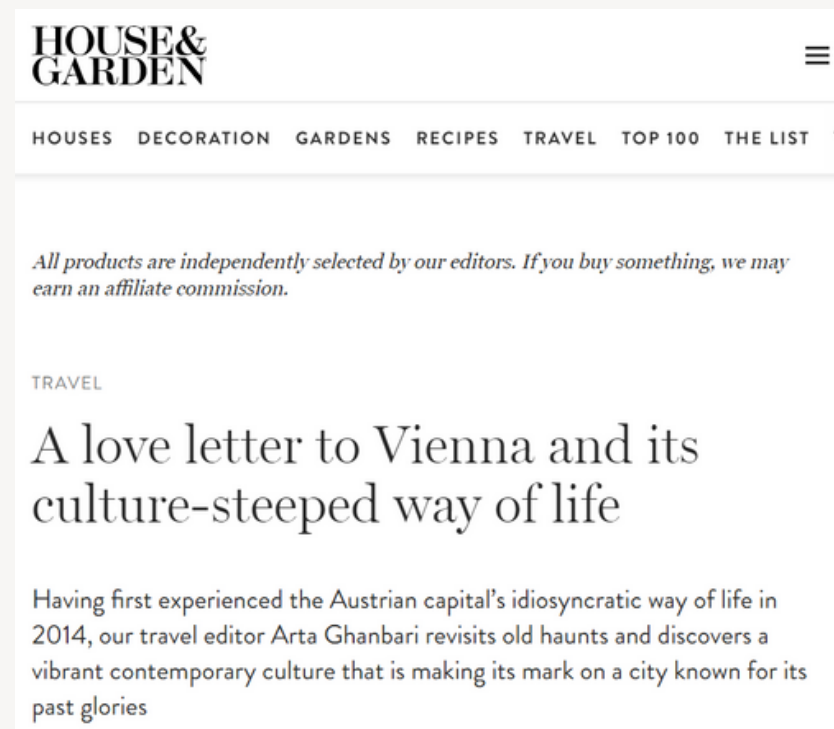 HOUSE&
GARDEN
HOUSES DECORATION GARDENS RECIPES TRAVEL TOP 100 THE LIST
All products are independently selected by our editors. If you buy something, we may
earn an affiliate commission.
TRAVEL
A love letter to Vienna and its
culture-steeped way of life
Having first experienced the Austrian capital’s idiosyncratic way of life in
2014, our travel editor Arta Ghanbari revisits old haunts and discovers a
vibrant contemporary culture that is making its mark on a city known for its
past glories